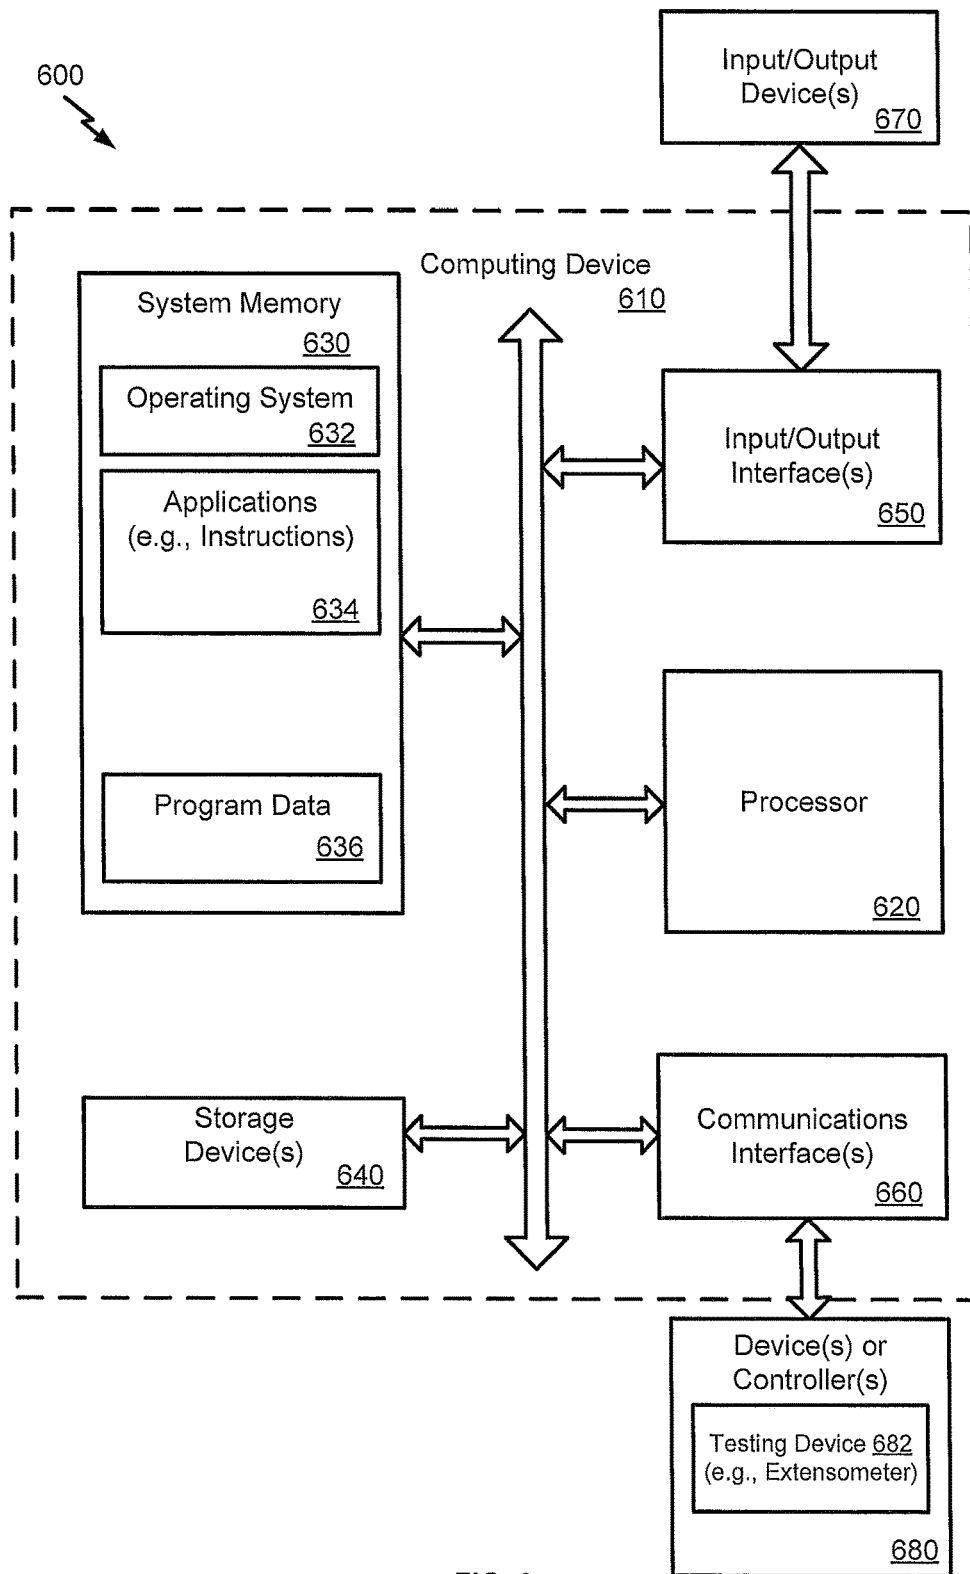 600
Input/Output
Device(s)
670
Computing Device
610
System Memory
630
Operating System
632
Applications
(e.g., Instructions)
634
Program Data
636
Input/Output
Interface(s)
650
Processor
620
Storage
Device(s)
640
Communications
Interface(s)
660
Device(s) or
Controller(s)
Testing Device 682
(e.g., Extensometer)
680